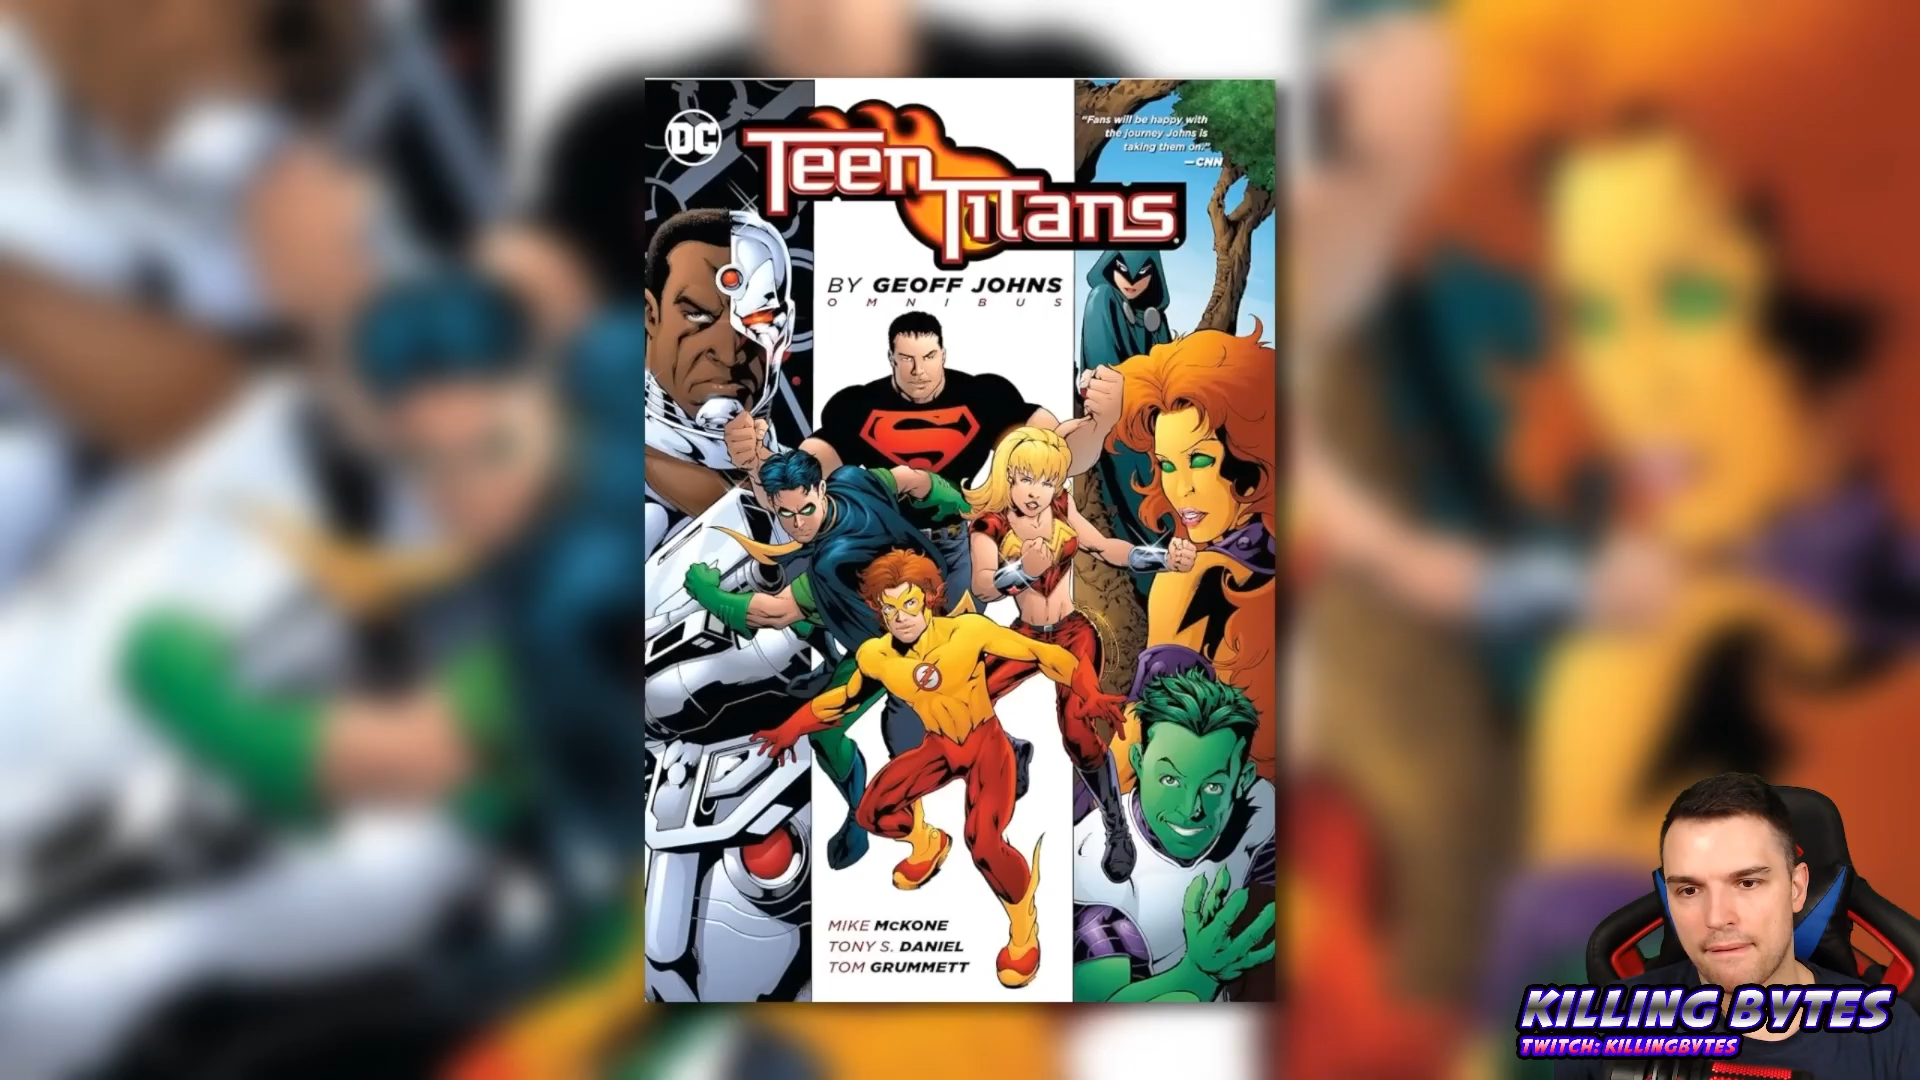 DC
Teen Titans
BY GEOFF JOHNS
OMNIBUS
"Fans will be happy with
the journey Johns is
taking them on."
—CNN
MIKE McKONE
TONY S. DANIEL
TOM GRUMMETT
KILLING BYTES
TWITCH: KILLINGBYTES